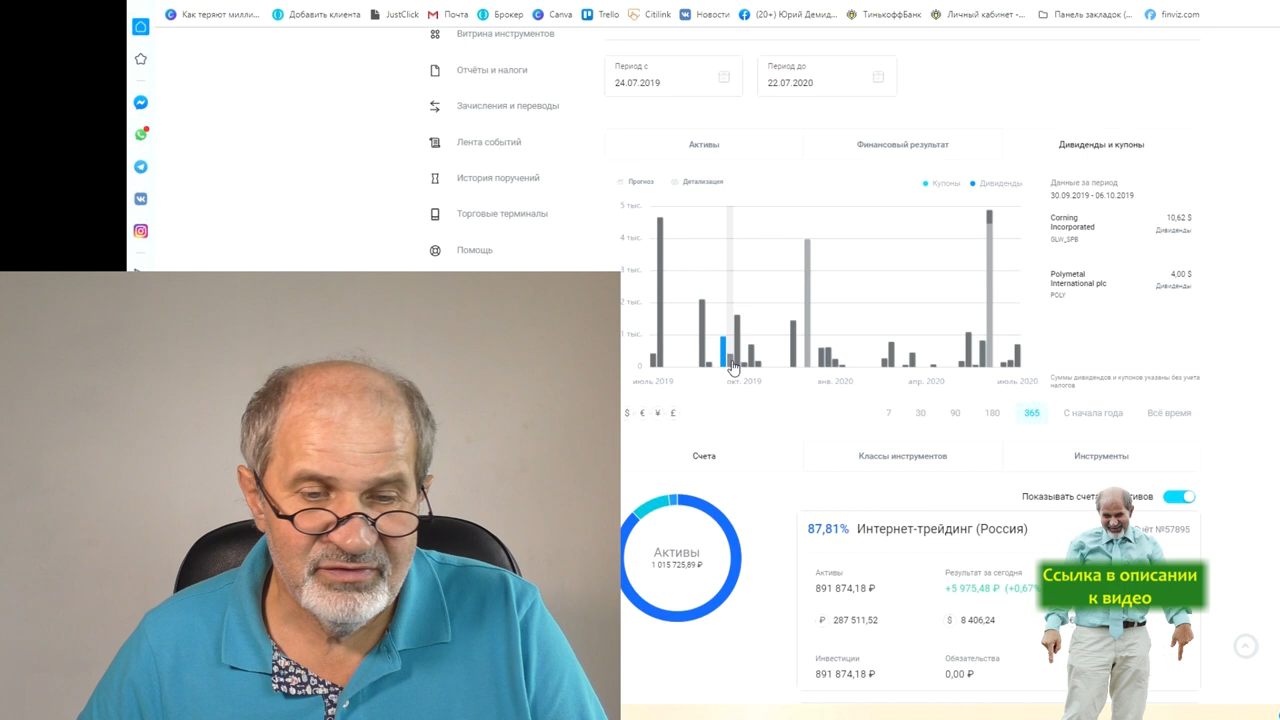 Как теряют милли...
Добавить клиента
JustClick
Почта
Брокер
Canva
Trello
Citilink
Новости
(20+) Юрий Демид...
ТинькоффБанк
Личный кабинет -...
Панель закладок (...
finviz.com
Витрина инструментов
Отчёты и налоги
Зачисления и переводы
Лента событий
История поручений
Торговые терминалы
Помощь
Период с
24.07.2019
Период до
22.07.2020
Активы
Финансовый результат
Дивиденды и купоны
Прогноз
Детализация
Купоны
Дивиденды
5 тыс.
4 тыс.
3 тыс.
2 тыс.
1 тыс.
0
июль 2019
окт. 2019
янв. 2020
апр. 2020
июль 2020
Данные за период
30.09.2019 - 06.10.2019
Corning Incorporated
10,62 $
Дивиденды
GLW_SPB
Polymetal International plc
4,00 $
Дивиденды
POLY
Суммы дивидендов и купонов указаны без учета
налогов
$ € ¥ £
7
30
90
180
365
С начала года
Всё время
Счета
Классы инструментов
Инструменты
Активы
1 015 725,89 ₽
Показывать счета
87,81% Интернет-трейдинг (Россия)
№57895
Активы
891 874,18 ₽
Результат за сегодня
+5 975,48 ₽ (+0,67%
₽ 287 511,52
$ 8 406,24
Инвестиции
891 874,18 ₽
Обязательства
0,00 ₽
Ссылка в описании
к видео